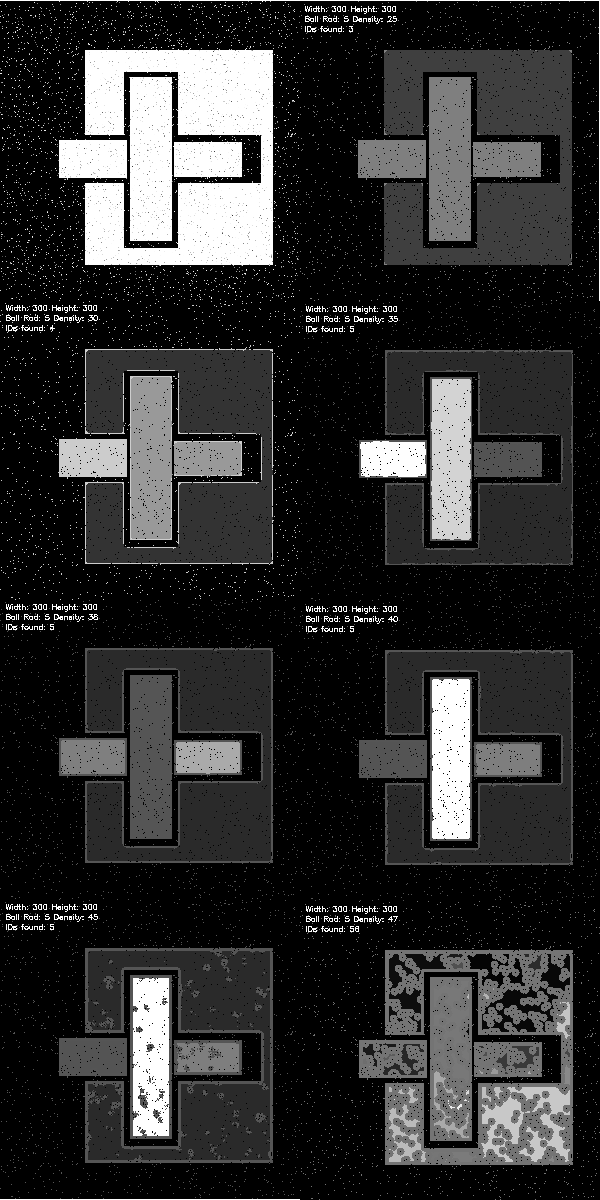 Width: 300 Height: 300
Ball Rad: 5 Density: 25
IDs found: 3
Width: 300 Height: 300
Ball Rad: 5 Density: 30
IDs found: 4
Width: 300 Height: 300
Ball Rad: 5 Density: 35
IDs found: 5
Width: 300 Height: 300
Ball Rad: 5 Density: 38
IDs found: 5
Width: 300 Height: 300
Ball Rad: 5 Density: 40
IDs found: 5
Width: 300 Height: 300
Ball Rad: 5 Density: 45
IDs found: 5
Width: 300 Height: 300
Ball Rad: 5 Density: 47
IDs found: 56